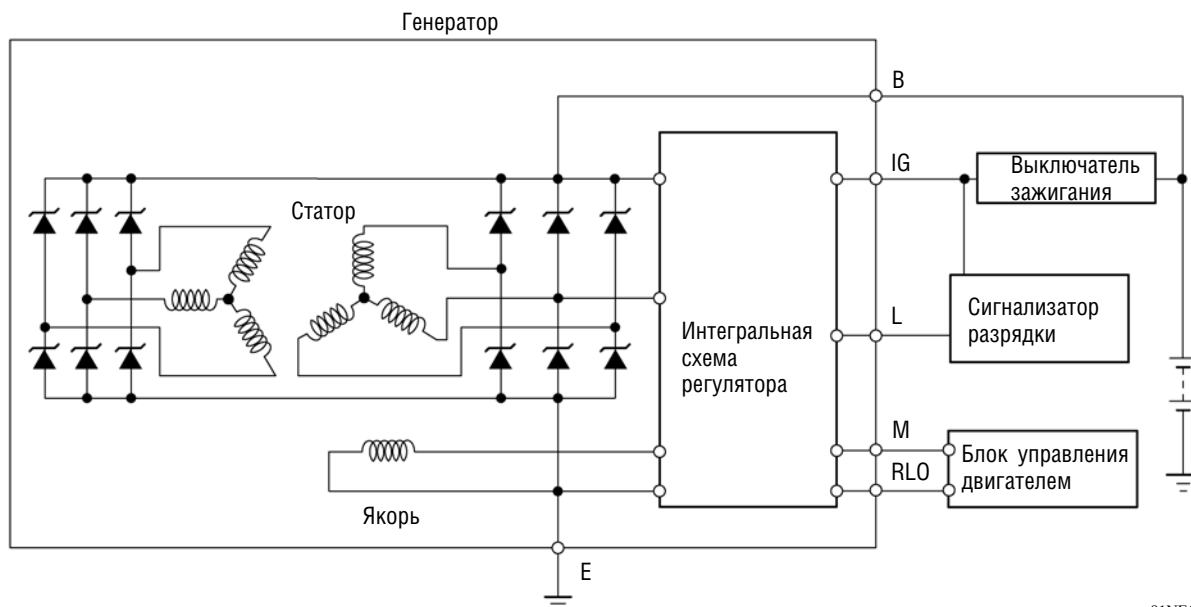 Генератор
B
IG
Выключатель
зажигания
Статор
L
Сигнализатор
разрядки
Интегральная
схема
регулятора
M
RLO
Блок управления
двигателем
Якорь
E